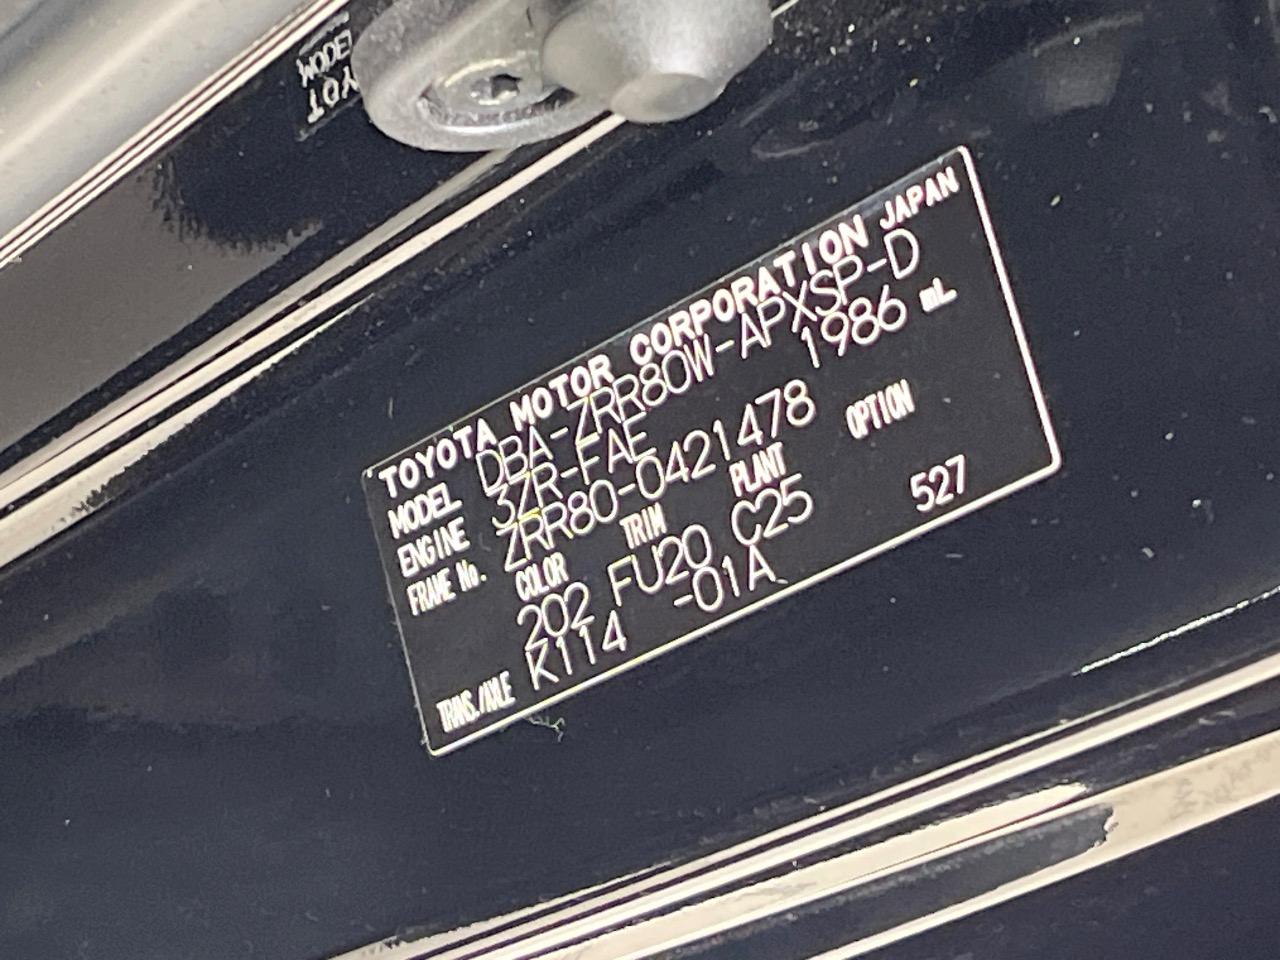 TOYOTA MOTOR CORPORATION JAPAN
MODEL DBA-ZRR80W-APXSP-D
ENGINE 3ZR-FAE 1986 mL
FRAME No. ZRR80-0421478
COLOR TRIM PLANT OPTION
202 FU20 C25 527
TRANS./AXLE K114 -01A